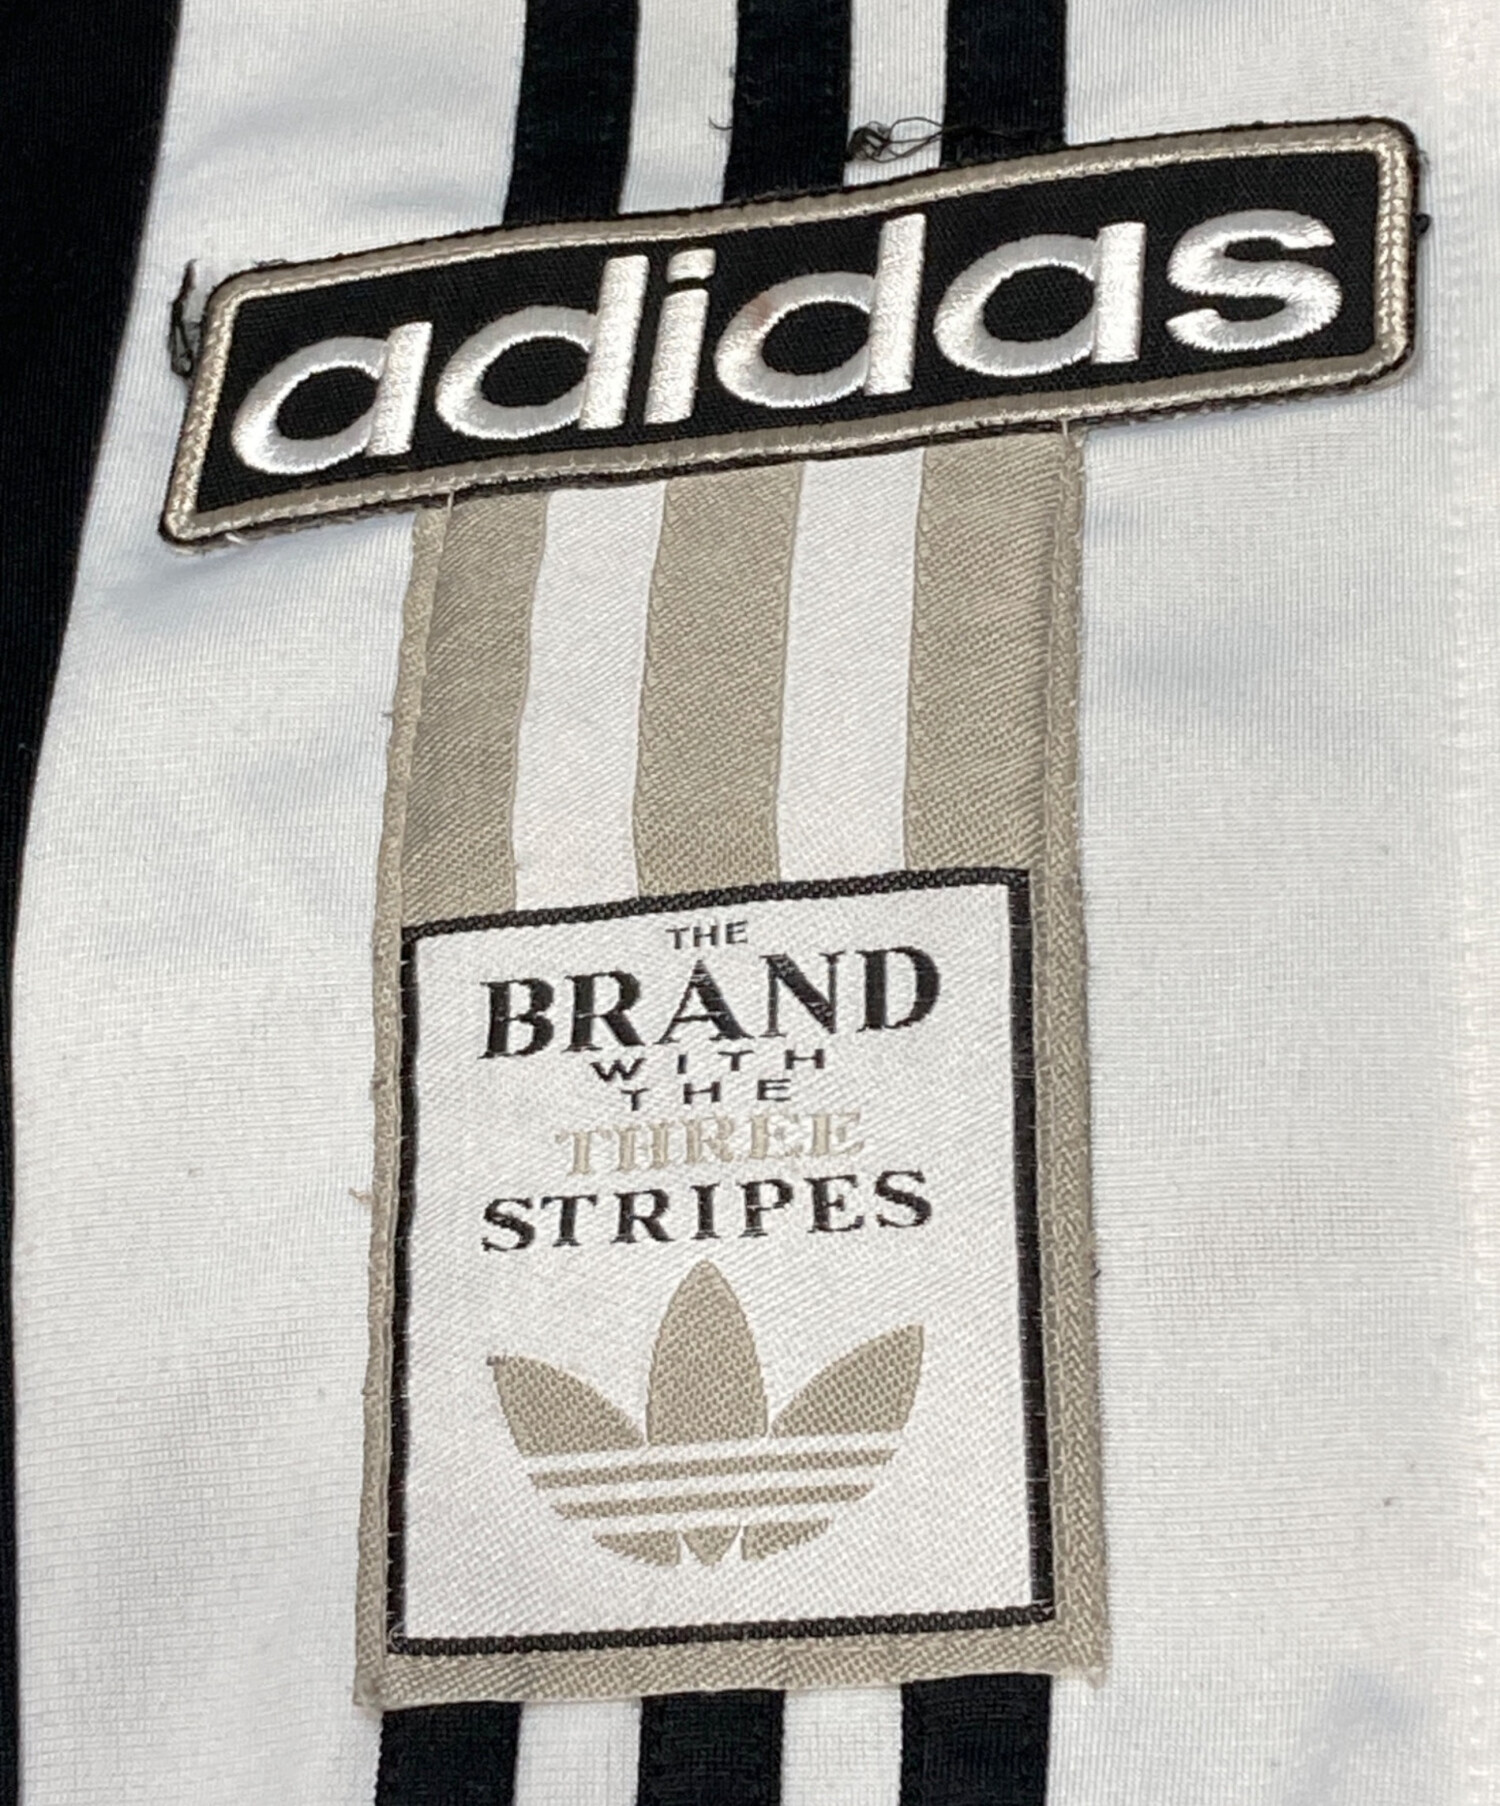 adidas
THE
BRAND
WITH
THE
THREE
STRIPES